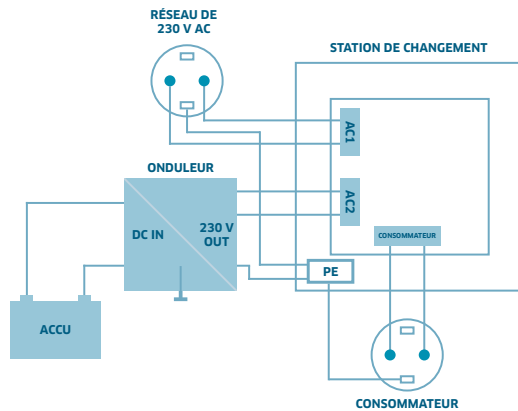 RÉSEAU DE
230 V AC
STATION DE CHANGEMENT
AC1
ONDULEUR
AC2
DC IN
230 V
OUT
CONSOMMATEUR
PE
ACCU
CONSOMMATEUR